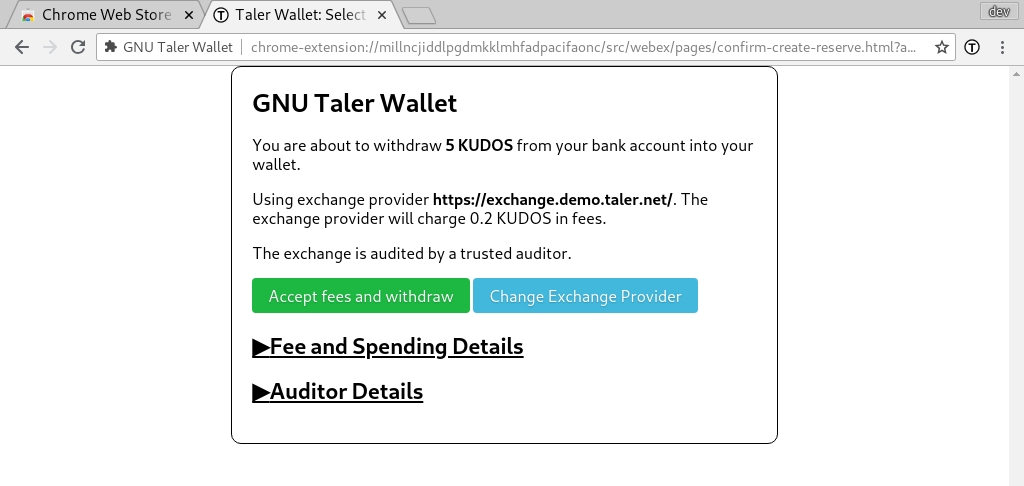 Chrome Web Store
Taler Wallet: Select
dev
GNU Taler Wallet
chrome-extension://millncjiddlpgdmkklmhfadpacifaonc/src/webex/pages/confirm-create-reserve.html?a...
GNU Taler Wallet
You are about to withdraw 5 KUDOS from your bank account into your
wallet.
Using exchange provider https://exchange.demo.taler.net/. The
exchange provider will charge 0.2 KUDOS in fees.
The exchange is audited by a trusted auditor.
Accept fees and withdraw
Change Exchange Provider
▶Fee and Spending Details
▶Auditor Details